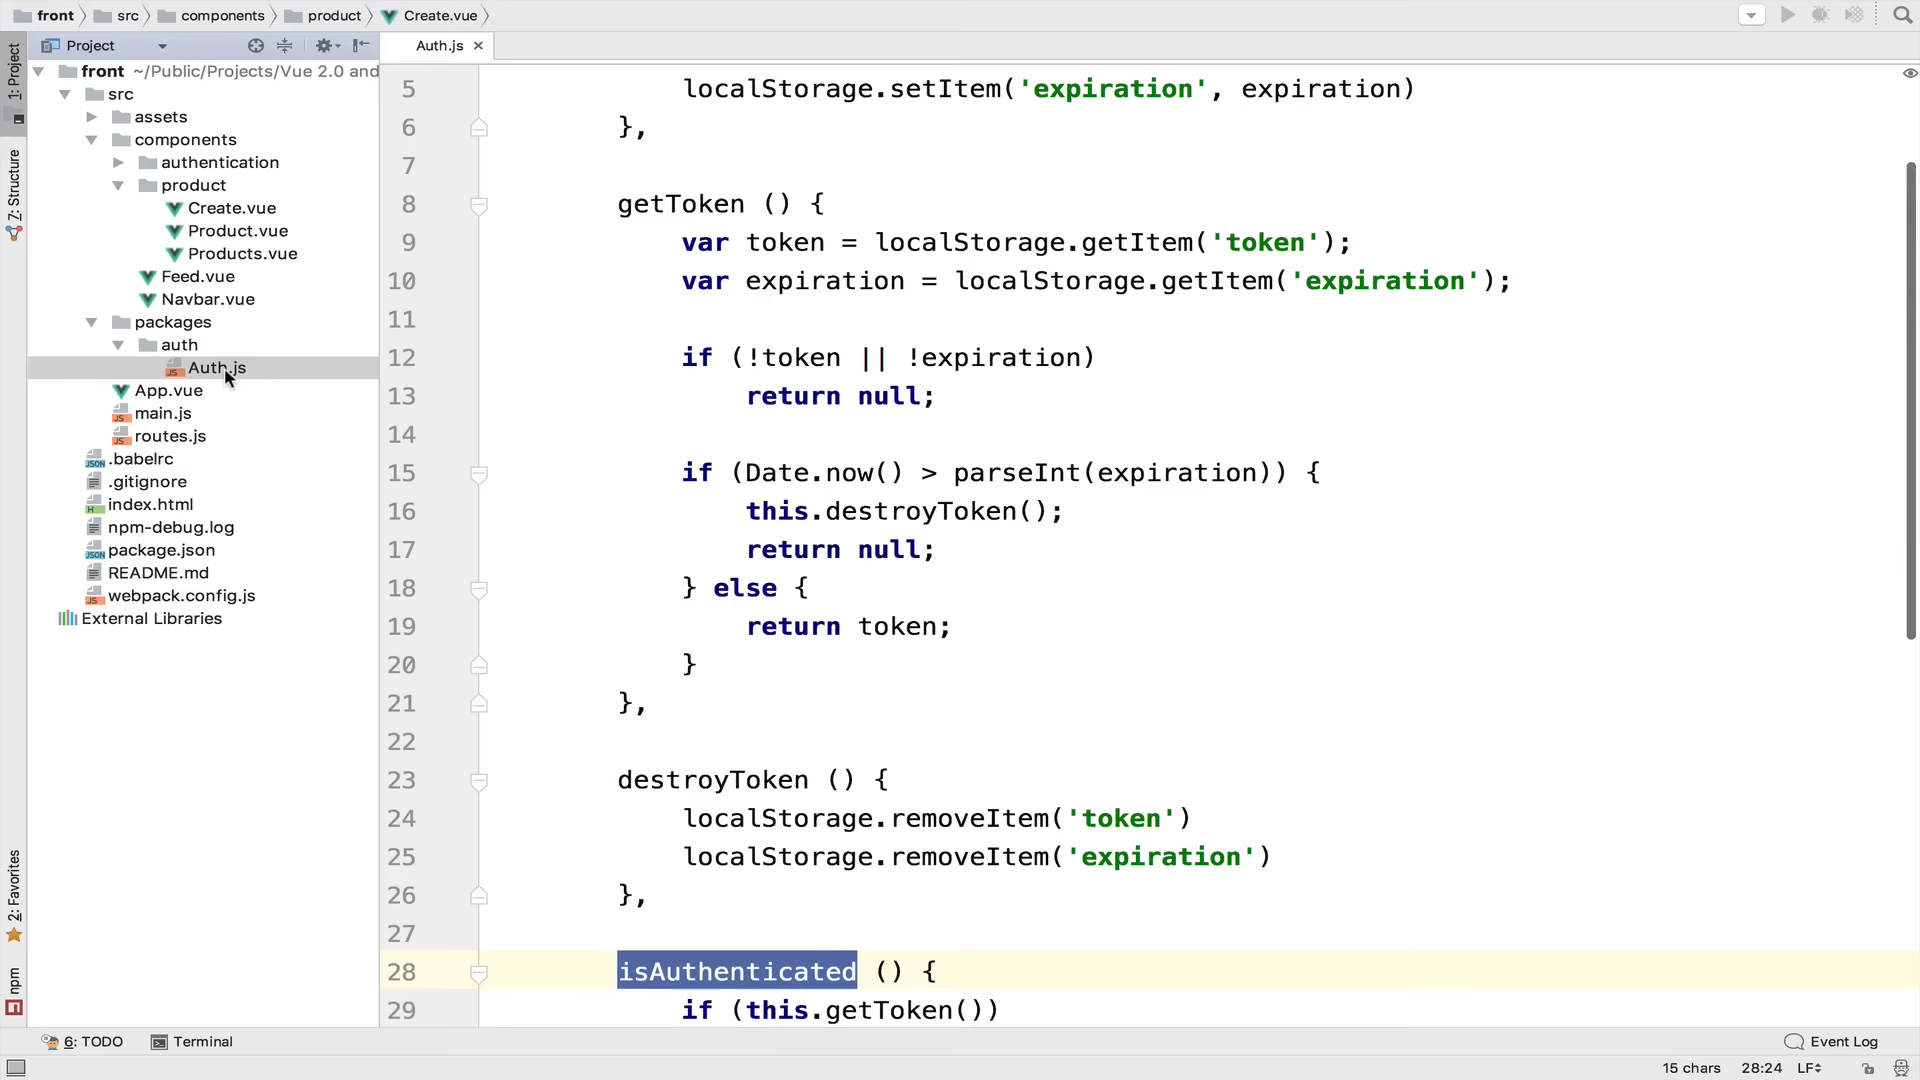 front src components product Create.vue
Project
Auth.js
1: Project
7: Structure
2: Favorites
npm
front ~/Public/Projects/Vue 2.0 and
src
assets
components
authentication
product
Create.vue
Product.vue
Products.vue
Feed.vue
Navbar.vue
packages
auth
Auth.js
App.vue
main.js
routes.js
.babelrc
.gitignore
index.html
npm-debug.log
package.json
README.md
webpack.config.js
External Libraries
5 localStorage.setItem('expiration', expiration)
6 },
7
8 getToken () {
9 var token = localStorage.getItem('token');
10 var expiration = localStorage.getItem('expiration');
11
12 if (!token || !expiration)
13 return null;
14
15 if (Date.now() > parseInt(expiration)) {
16 this.destroyToken();
17 return null;
18 } else {
19 return token;
20 }
21 },
22
23 destroyToken () {
24 localStorage.removeItem('token')
25 localStorage.removeItem('expiration')
26 },
27
28 isAuthenticated () {
29 if (this.getToken())
6: TODO Terminal Event Log
15 chars 28:24 LF